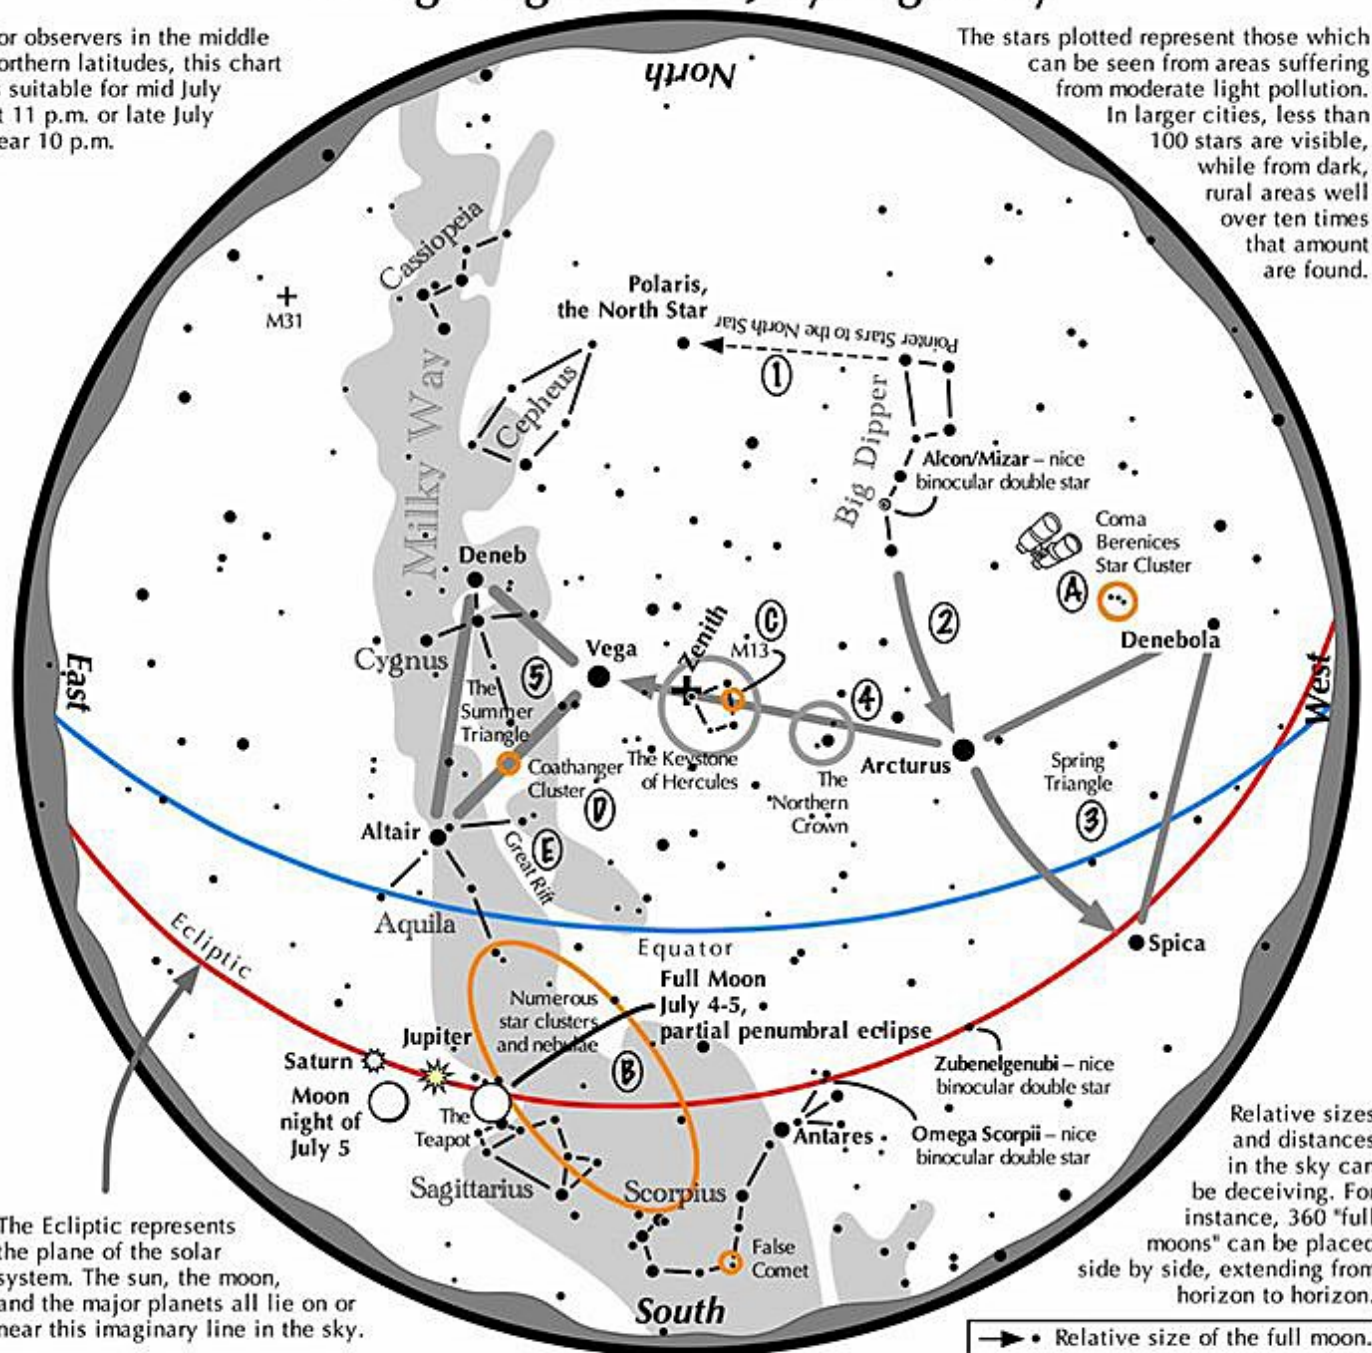 or observers in the middle
orthern latitudes, this chart
suitable for mid July
t 11 p.m. or late July
ear 10 p.m.
The stars plotted represent those which
can be seen from areas suffering
from moderate light pollution.
In larger cities, less than
100 stars are visible,
while from dark,
rural areas well
over ten times
that amount
are found.
North
Cassiopeia
M31
Polaris,
the North Star
Pointer Stars to the North Star
1
Cepheus
Milky Way
Big Dipper
Alcon/Mizar – nice
binocular double star
Coma
Berenices
Star Cluster
A
Deneb
2
Denebola
Zenith
C
M13
Vega
Cygnus
5
East
West
The
Summer
Triangle
4
Coathanger
Cluster
D
The Keystone
of Hercules
Arcturus
The
Northern
Crown
Spring
Triangle
3
Altair
E
Great Rift
Aquila
Equator
Ecliptic
Spica
Full Moon
July 4-5,
partial penumbral eclipse
Numerous
star clusters
and nebulae
B
Jupiter
Saturn
Moon
night of
July 5
The
Teapot
Zubenelgenubi – nice
binocular double star
Antares
Omega Scorpii – nice
binocular double star
Sagittarius
Scorpius
False
Comet
South
The Ecliptic represents
the plane of the solar
system. The sun, the moon,
and the major planets all lie on or
near this imaginary line in the sky.
Relative sizes
and distances
in the sky can
be deceiving. For
instance, 360 "full
moons" can be placed
side by side, extending from
horizon to horizon.
Relative size of the full moon.